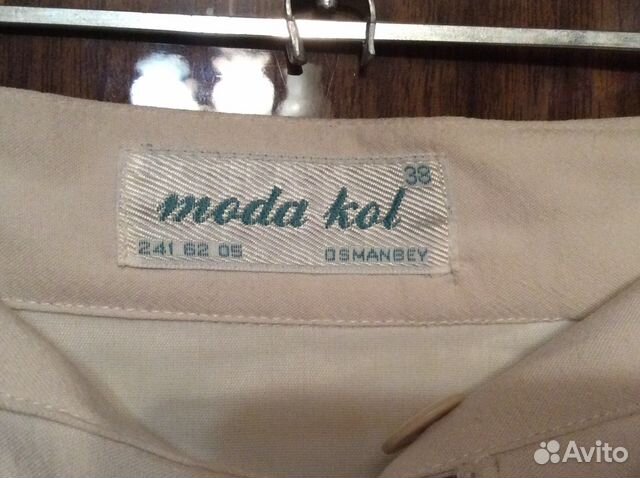 38
moda kol
241 62 05 OSMANBEY
Avito